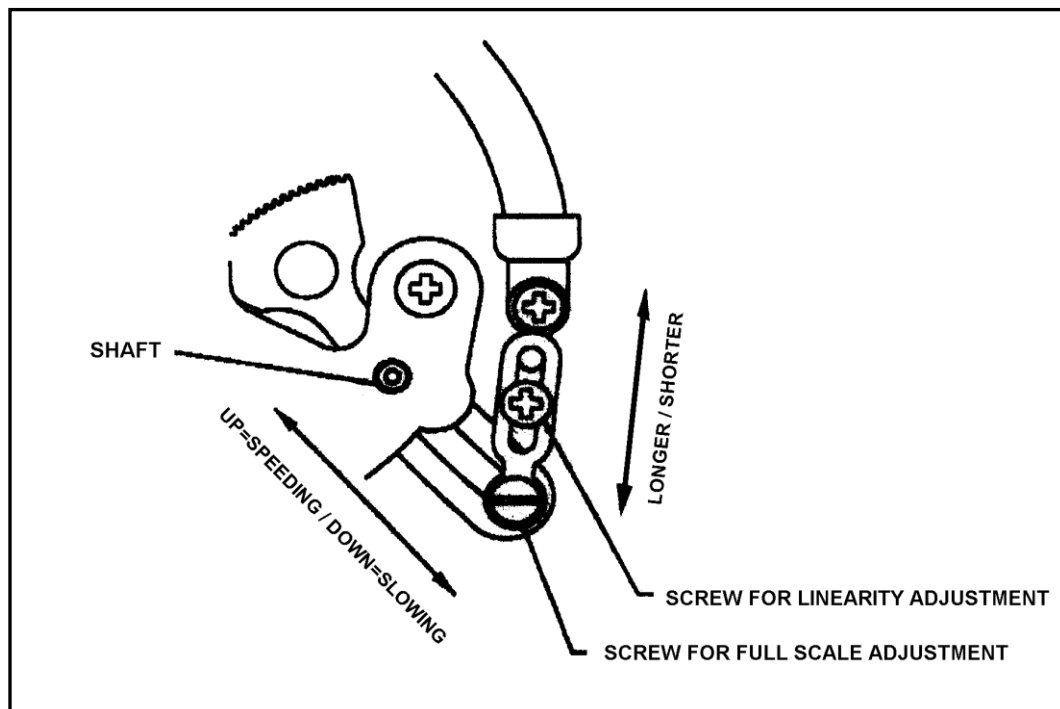 SHAFT
UP=SPEEDING / DOWN=SLOWING
LONGER / SHORTER
SCREW FOR LINEARITY ADJUSTMENT
SCREW FOR FULL SCALE ADJUSTMENT